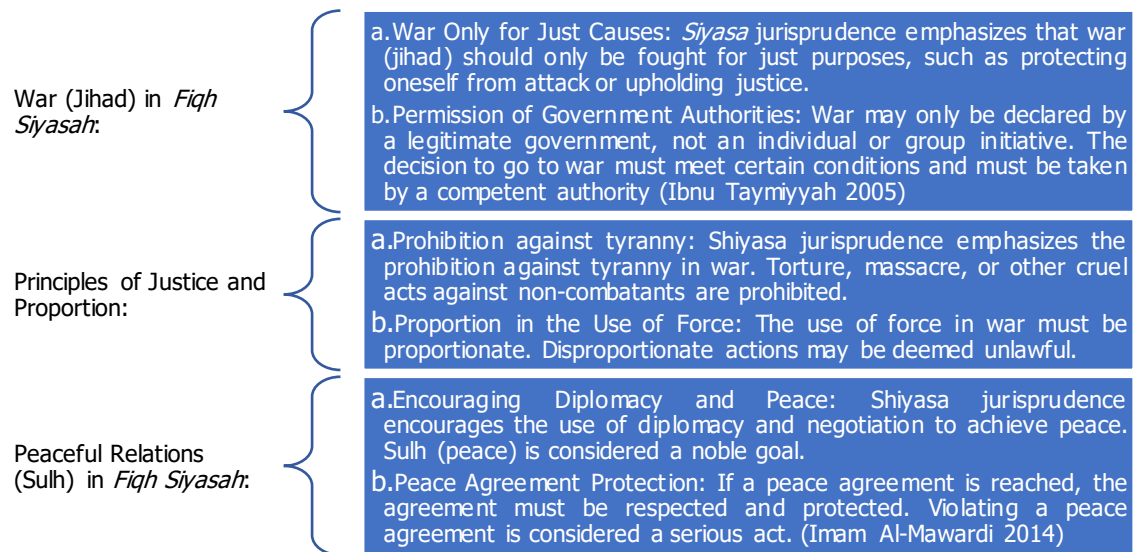 War (Jihad) in Fiqh
Siyasah:
a.War Only for Just Causes: Siyasa jurisprudence emphasizes that war
(jihad) should only be fought for just purposes, such as protecting
oneself from attack or upholding justice.
b.Permission of Government Authorities: War may only be declared by
a legitimate government, not an individual or group initiative. The
decision to go to war must meet certain conditions and must be taken
by a competent authority (Ibnu Taymiyyah 2005)
Principles of Justice and
Proportion:
a.Prohibition against tyranny: Shiyasa jurisprudence emphasizes the
prohibition against tyranny in war. Torture, massacre, or other cruel
acts against non-combatants are prohibited.
b.Proportion in the Use of Force: The use of force in war must be
proportionate. Disproportionate actions may be deemed unlawful.
Peaceful Relations
(Sulh) in Fiqh Siyasah:
a.Encouraging Diplomacy and Peace: Shiyasa jurisprudence
encourages the use of diplomacy and negotiation to achieve peace.
Sulh (peace) is considered a noble goal.
b.Peace Agreement Protection: If a peace agreement is reached, the
agreement must be respected and protected. Violating a peace
agreement is considered a serious act. (Imam Al-Mawardi 2014)